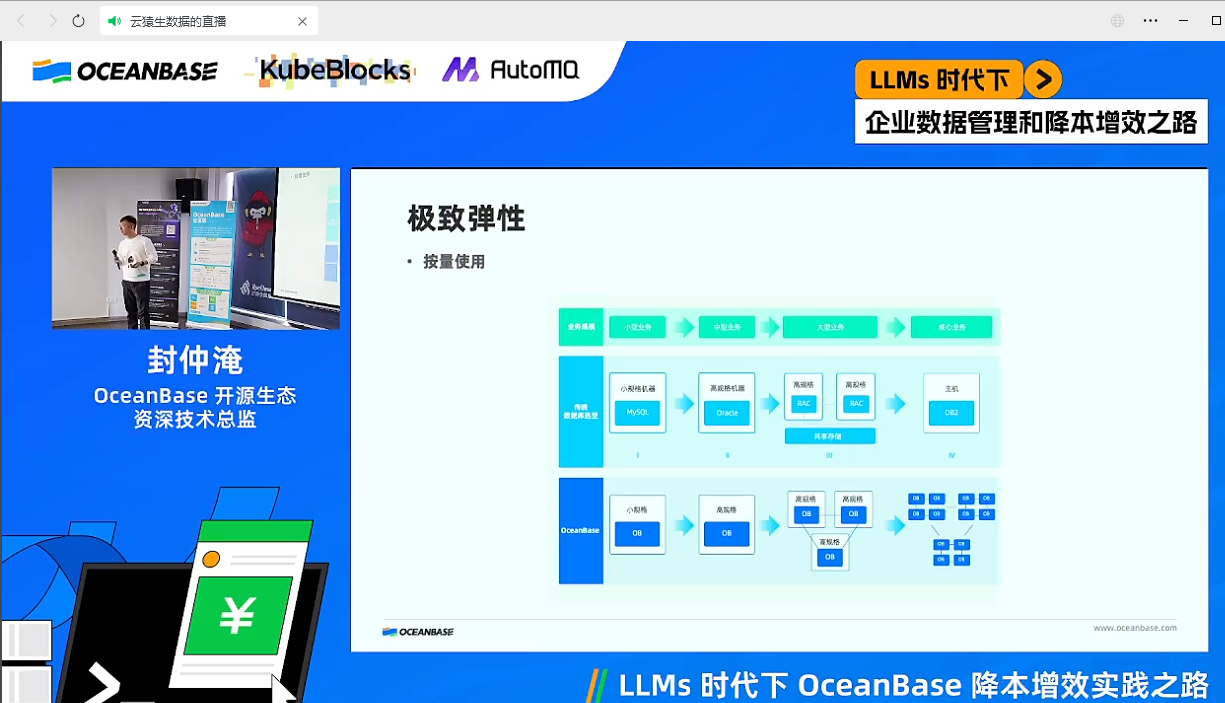 云猿生数据的直播
OCEANBASE
KubeBlocks
AutoMQ
LLMs 时代下
企业数据管理和降本增效之路
OceanBase
极致弹性
• 按量使用
业务规模
小型业务
中型业务
大型业务
核心业务
传统
数据库选型
小规格机器
MySQL
高规格机器
Oracle
高规格
RAC
高规格
RAC
共享存储
主机
DB2
I
II
III
IV
OceanBase
小规格
OB
高规格
OB
高规格
OB
高规格
OB
高规格
OB
OB OB OB OB
OB OB OB OB
OB OB
OB OB
OCEANBASE
www.oceanbase.com
封仲淹
OceanBase 开源生态
资深技术总监
¥
LLMs 时代下 OceanBase 降本增效实践之路